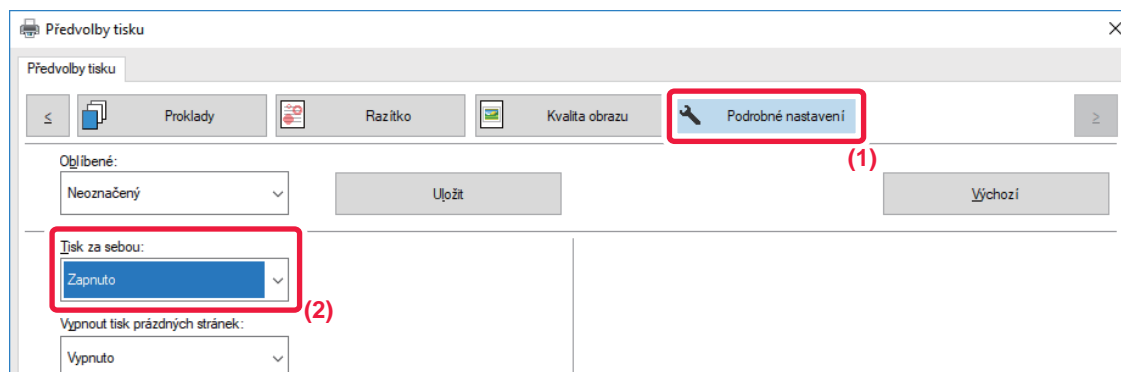 Předvolby tisku
Předvolby tisku
< Proklady Razítko Kvalita obrazu Podrobné nastavení >
(1)
Oblíbené:
Neoznačený Uložit Výchozí
Tisk za sebou:
Zapnuto
(2)
Vypnout tisk prázdných stránek:
Vypnuto